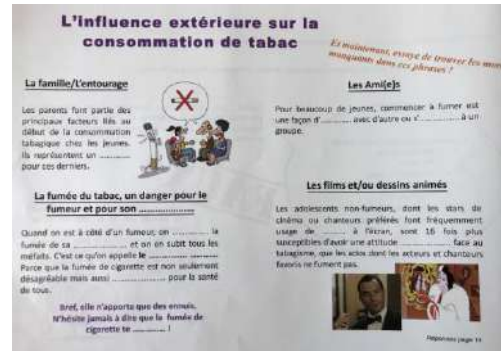 L'influence extérieure sur la
consommation de tabac
Et maintenant, essaye de trouver les mots
manquants dans ces phrases !
La famille/L'entourage
Les parents font partie des
principaux facteurs liés au
début de la consommation
tabagique chez les jeunes.
Ils représentent un ............
pour ces derniers.
La fumée du tabac, un danger pour le
fumeur et pour son ..................
Quand on est à côté d'un fumeur, on ............ la
fumée de sa .............. et on en subit tous les
méfaits. C'est ce qu'on appelle le ..................
Parce que la fumée de cigarette est non seulement
désagréable mais aussi .............. pour la santé
de tous.
Bref, elle n'apporte que des ennuis.
N'hésite jamais à dire que la fumée de
cigarette te ............ !
Les Ami(e)s
Pour beaucoup de jeunes, commencer à fumer est
une façon d'............ avec d'autre ou s'............ à un
groupe.
Les films et/ou dessins animés
Les adolescents non-fumeurs, dont les stars de
cinéma ou chanteurs préférés font fréquemment
usage de ............ à l'écran, sont 16 fois plus
susceptibles d'avoir une attitude .............. face au
tabagisme, que les ados dont les acteurs et chanteurs
favoris ne fument pas.
Réponses page